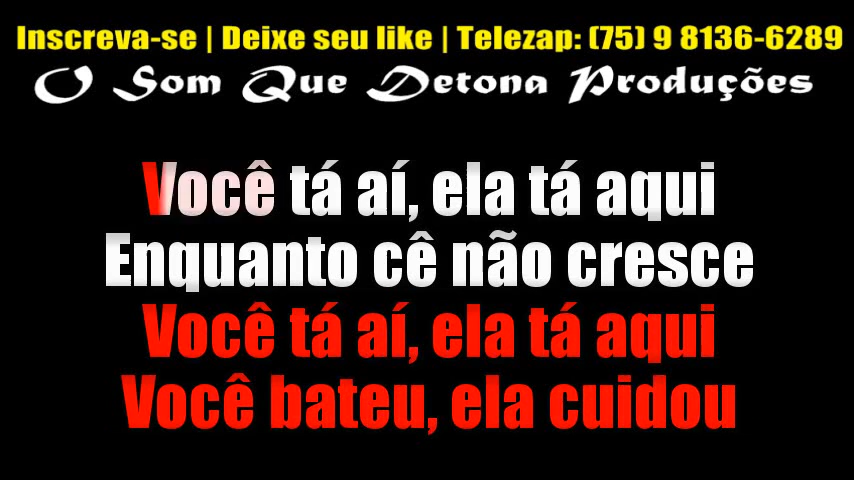 Inscreva-se | Deixe seu like | Telezap: (75) 9 8136-6289
O Som Que Detona Produções
Você tá aí, ela tá aqui
Enquanto cê não cresce
Você tá aí, ela tá aqui
Você bateu, ela cuidou